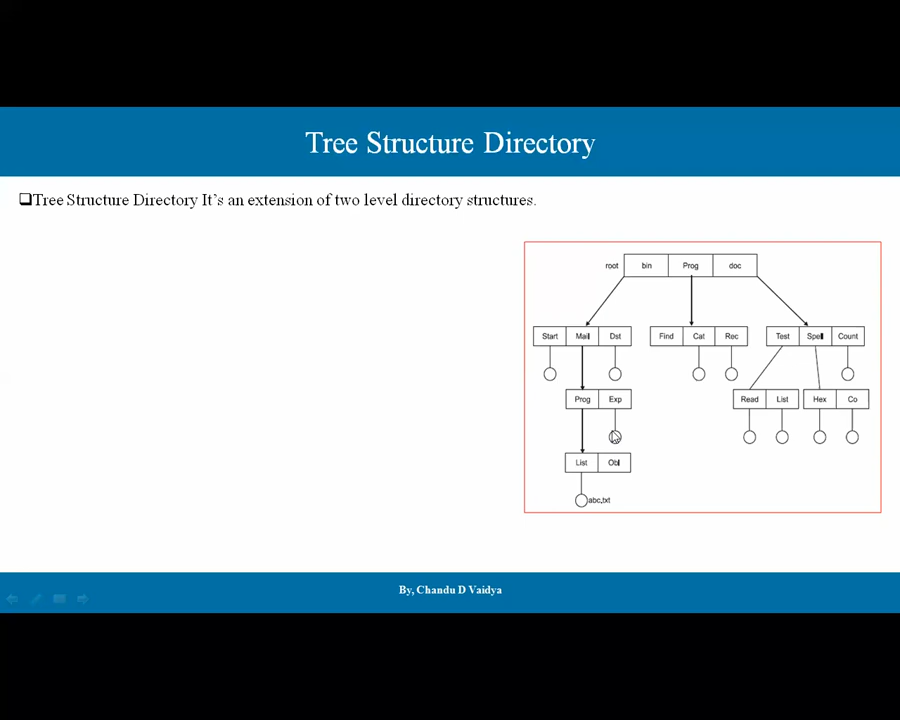 Tree Structure Directory
❑Tree Structure Directory It's an extension of two level directory structures.
root bin Prog doc
Start Mail Dst Find Cat Rec Test Spell Count
Prog Exp Read List Hex Co
List Obl
abc.txt
By, Chandu D Vaidya